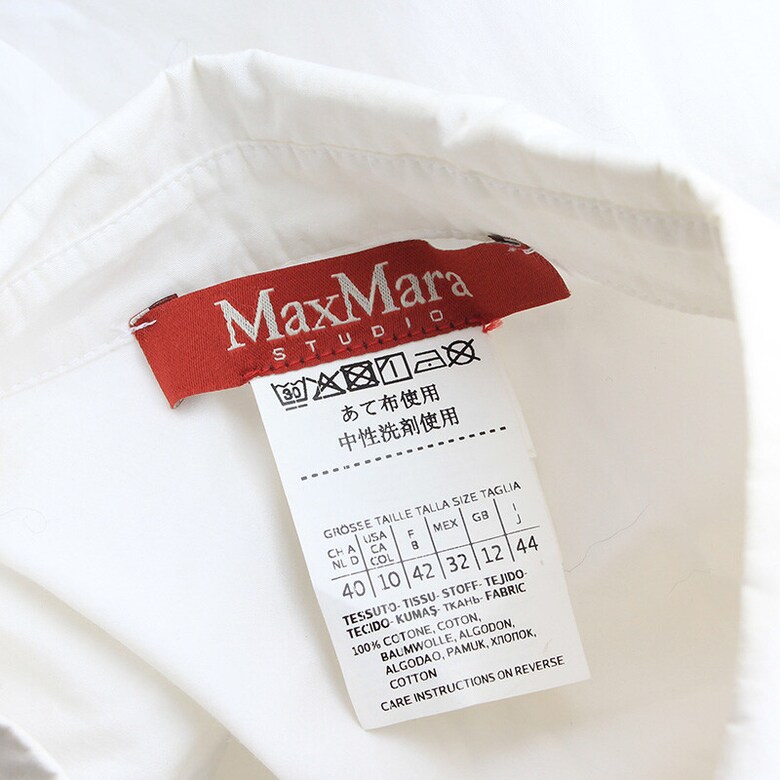 MaxMara
STUDIO
30
あて布使用
中性洗剤使用
GRÖSSE TAILLE TALLA SIZE TAGLIA
CH A USA F MEX GB I
NL D CA B J
COL
40 10 42 32 12 44
TESSUTO- TISSU- STOFF- TEJIDO-
TECIDO- KUMAŞ- ТКАНЬ- FABRIC
100% COTONE, COTON,
BAUMWOLLE, ALGODON,
ALGODAO, PAMUK, ХЛОПОК,
COTTON
CARE INSTRUCTIONS ON REVERSE